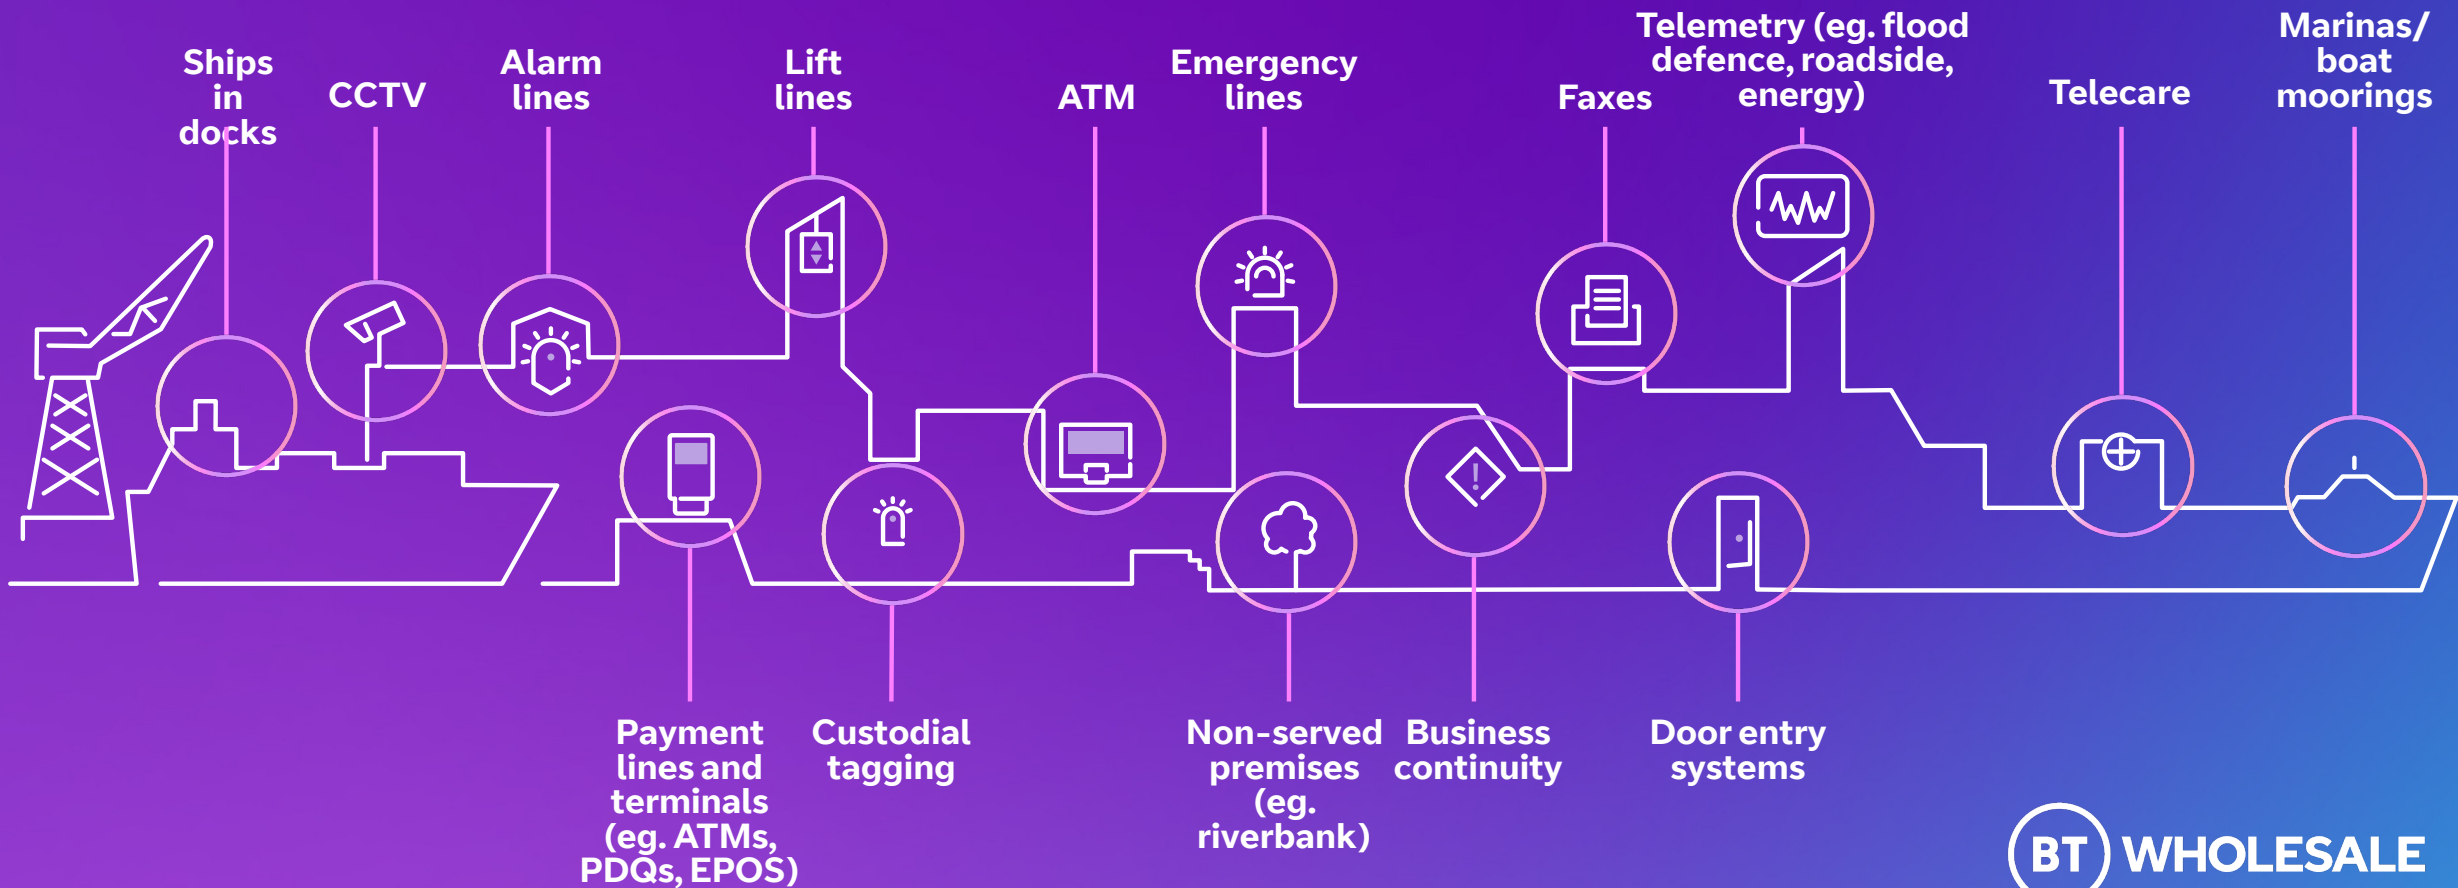 Ships
in
docks
CCTV
Alarm
lines
Lift
lines
ATM
Emergency
lines
Faxes
Telemetry (eg. flood
defence, roadside,
energy)
Telecare
Marinas/
boat
moorings
Payment
lines and
terminals
(eg. ATMs,
PDQs, EPOS)
Custodial
tagging
Non-served
premises
(eg.
riverbank)
Business
continuity
Door entry
systems
BT WHOLESALE